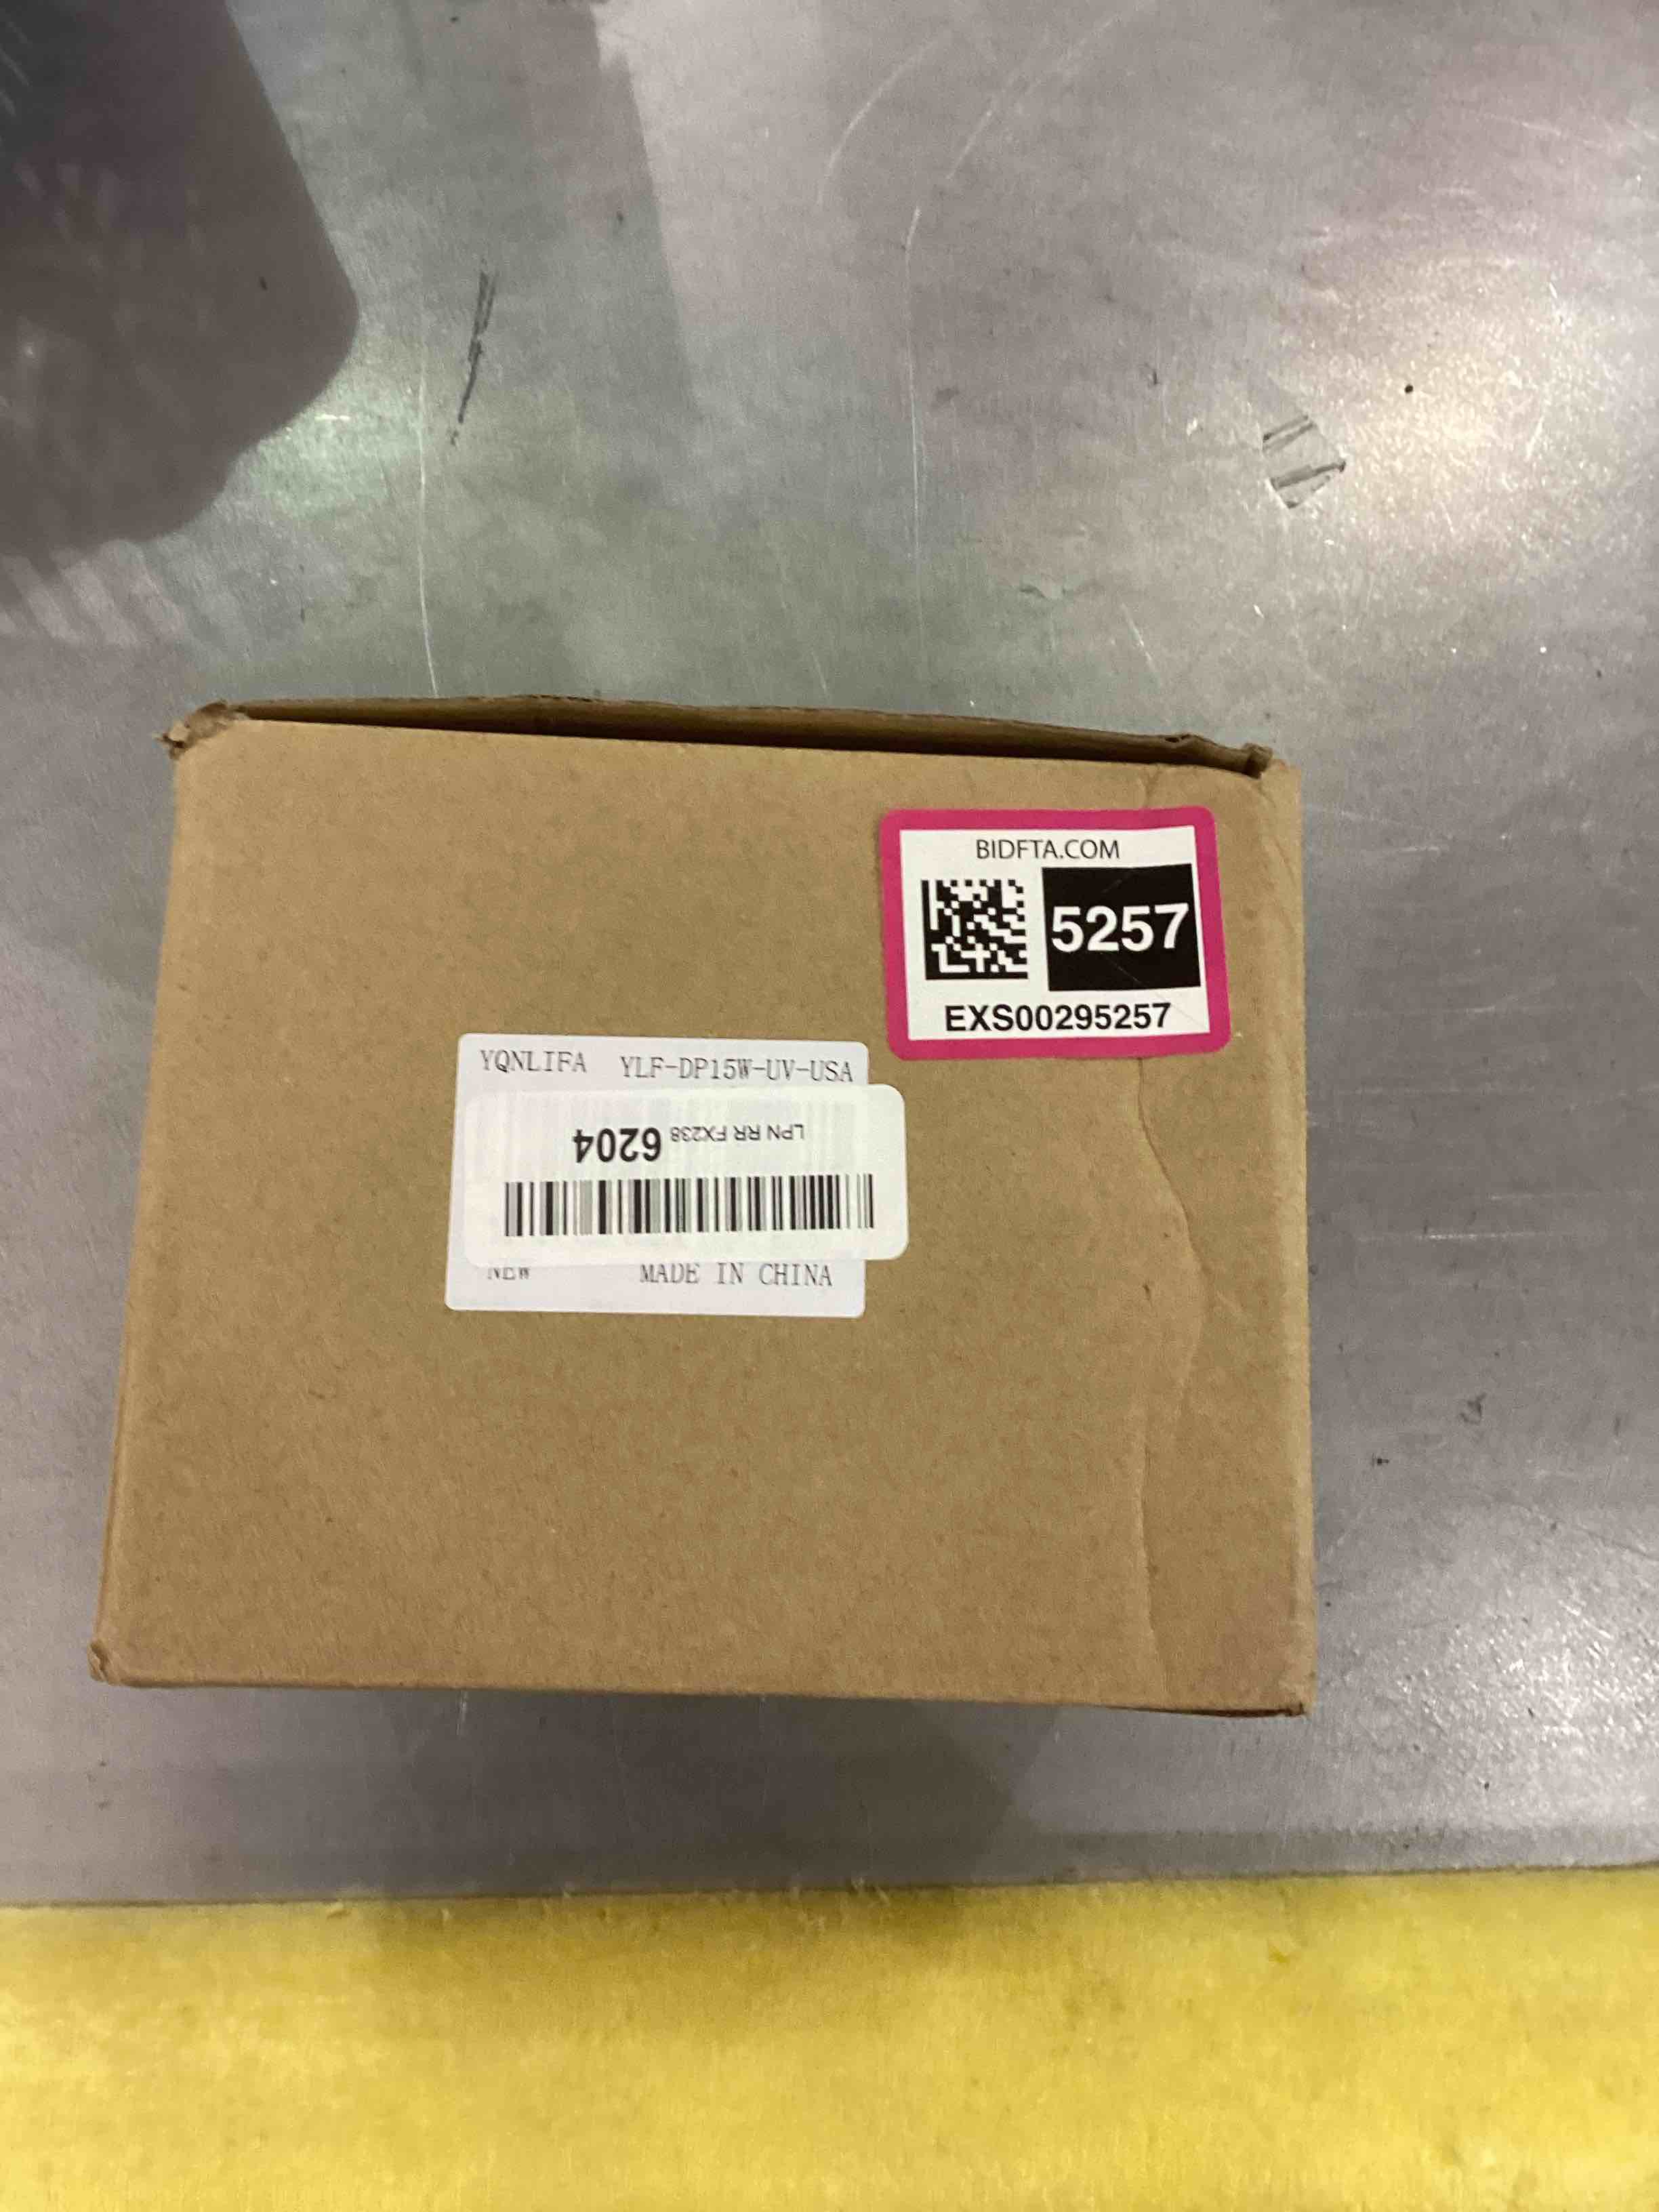 BIDFTA.COM
5257
EXS00295257
YQNLIFA YLF-DP15W-UV-USA
LPN RR FX238 6204
NEW MADE IN CHINA